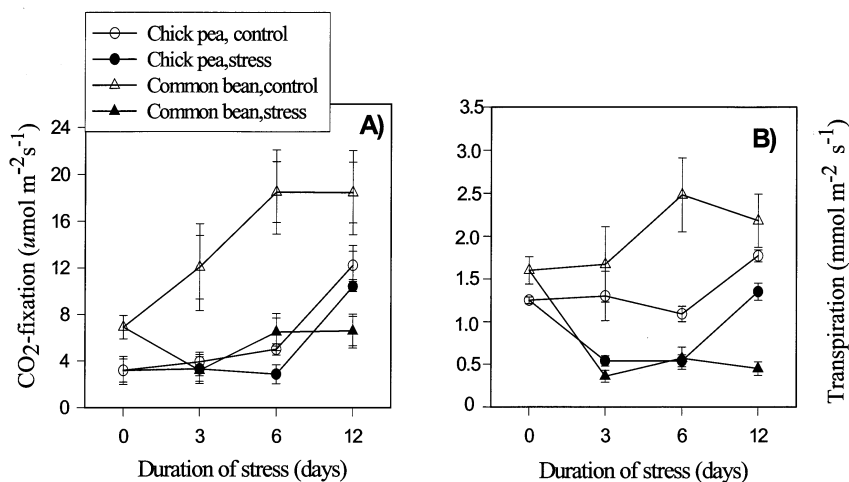 Chick pea, control
Chick pea,stress
Common bean,control
Common bean,stress
A)
CO2-fixation (umol m-2s-1)
24
20
16
12
8
4
0
0 3 6 12
Duration of stress (days)
B)
3.5
3.0
2.5
2.0
1.5
1.0
0.5
0
0 3 6 12
Duration of stress (days)
Transpiration (mmol m-2 s-1)